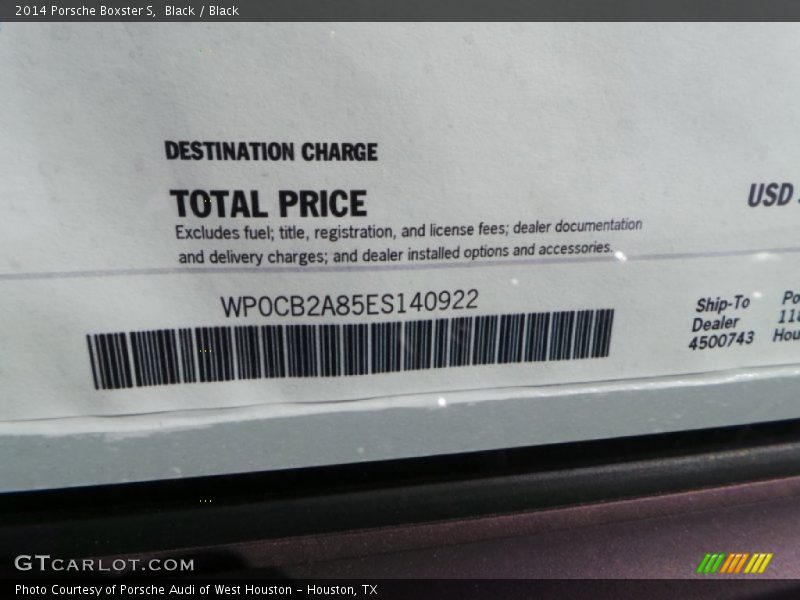 2014 Porsche Boxster S, Black / Black
DESTINATION CHARGE
TOTAL PRICE
USD
Excludes fuel; title, registration, and license fees; dealer documentation
and delivery charges; and dealer installed options and accessories.
WP0CB2A85ES140922
Ship-To
Dealer
4500743
GTCARLOT.COM
Photo Courtesy of Porsche Audi of West Houston – Houston, TX